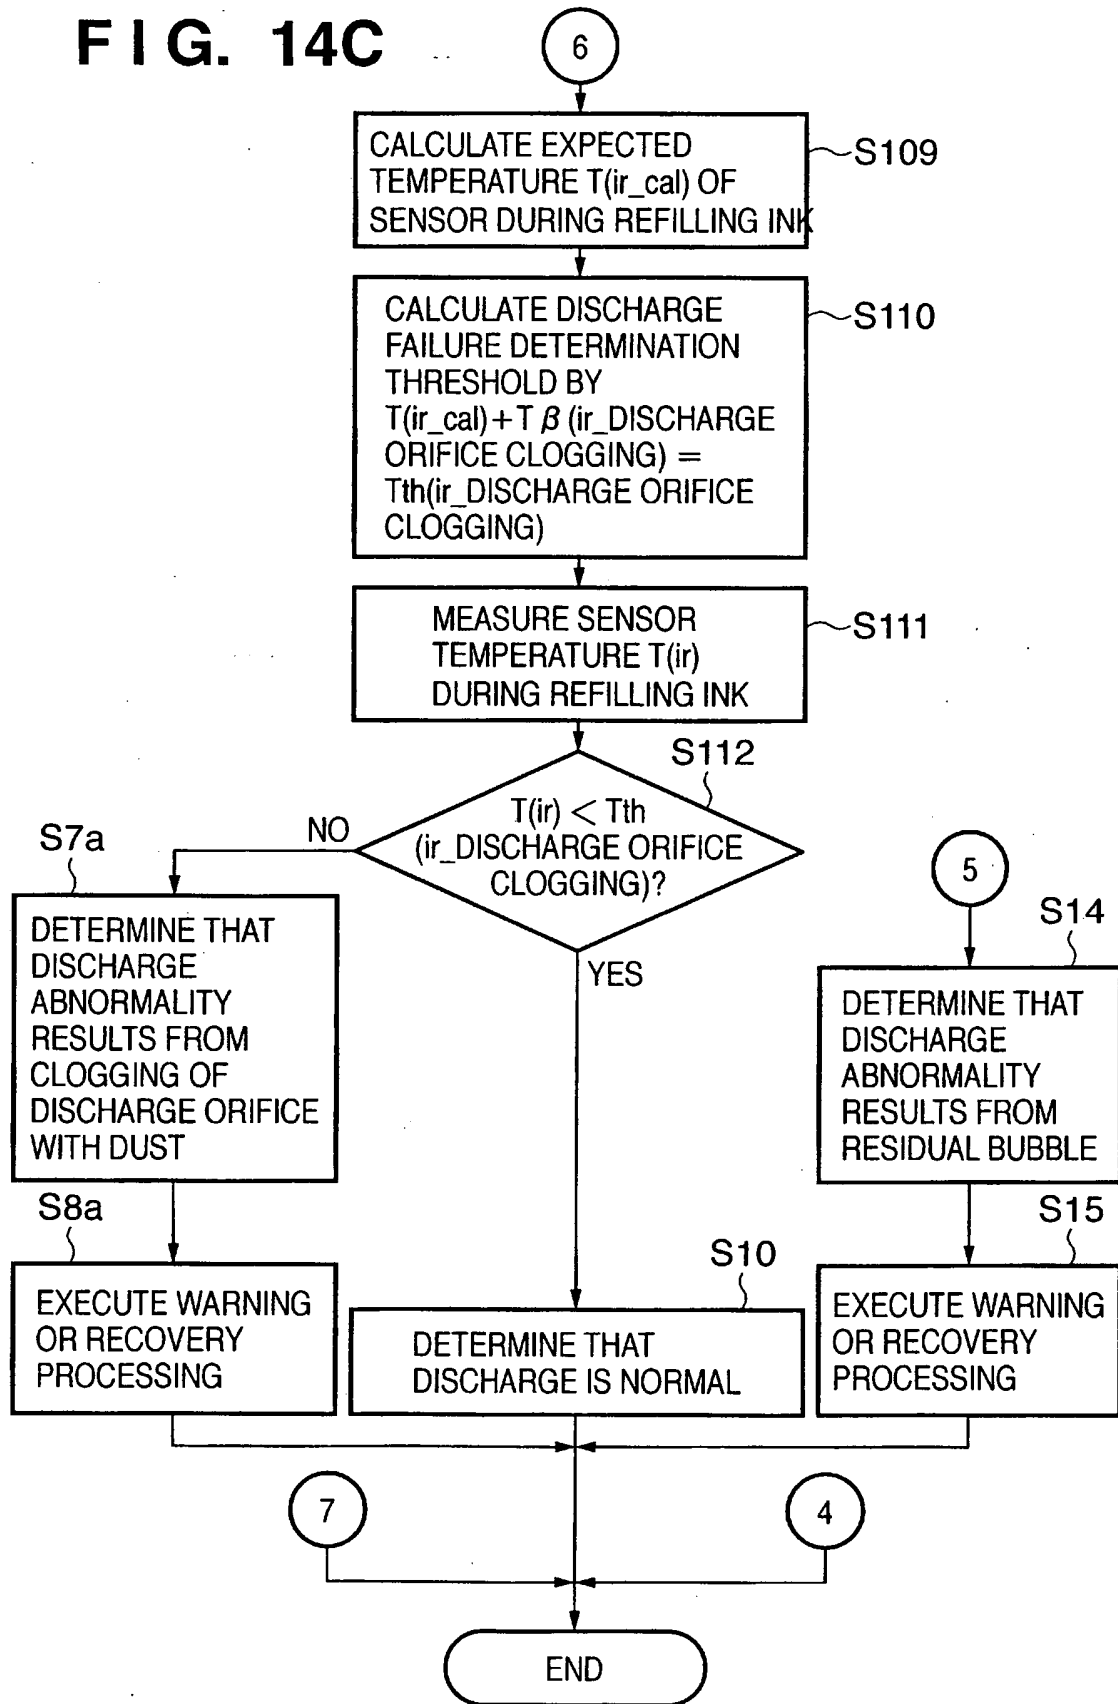 FIG. 14C
6
CALCULATE EXPECTED
TEMPERATURE T(ir_cal) OF
SENSOR DURING REFILLING INK
S109
CALCULATE DISCHARGE
FAILURE DETERMINATION
THRESHOLD BY
T(ir_cal)+T β (ir_DISCHARGE
ORIFICE CLOGGING) =
Tth(ir_DISCHARGE ORIFICE
CLOGGING)
S110
MEASURE SENSOR
TEMPERATURE T(ir)
DURING REFILLING INK
S111
S112
T(ir) < Tth
(ir_DISCHARGE ORIFICE
CLOGGING)?
NO
YES
S7a
DETERMINE THAT
DISCHARGE
ABNORMALITY
RESULTS FROM
CLOGGING OF
DISCHARGE ORIFICE
WITH DUST
5
S14
DETERMINE THAT
DISCHARGE
ABNORMALITY
RESULTS FROM
RESIDUAL BUBBLE
S8a
EXECUTE WARNING
OR RECOVERY
PROCESSING
S10
DETERMINE THAT
DISCHARGE IS NORMAL
S15
EXECUTE WARNING
OR RECOVERY
PROCESSING
7
4
END